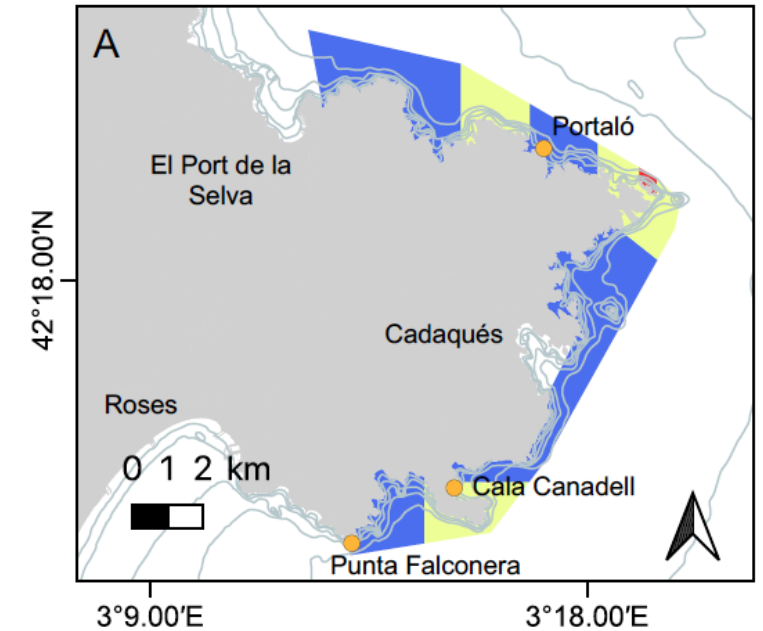 A
Portaló
El Port de la
Selva
42°18.00′N
Cadaqués
Roses
0 1 2 km
Cala Canadell
Punta Falconera
3°9.00′E
3°18.00′E